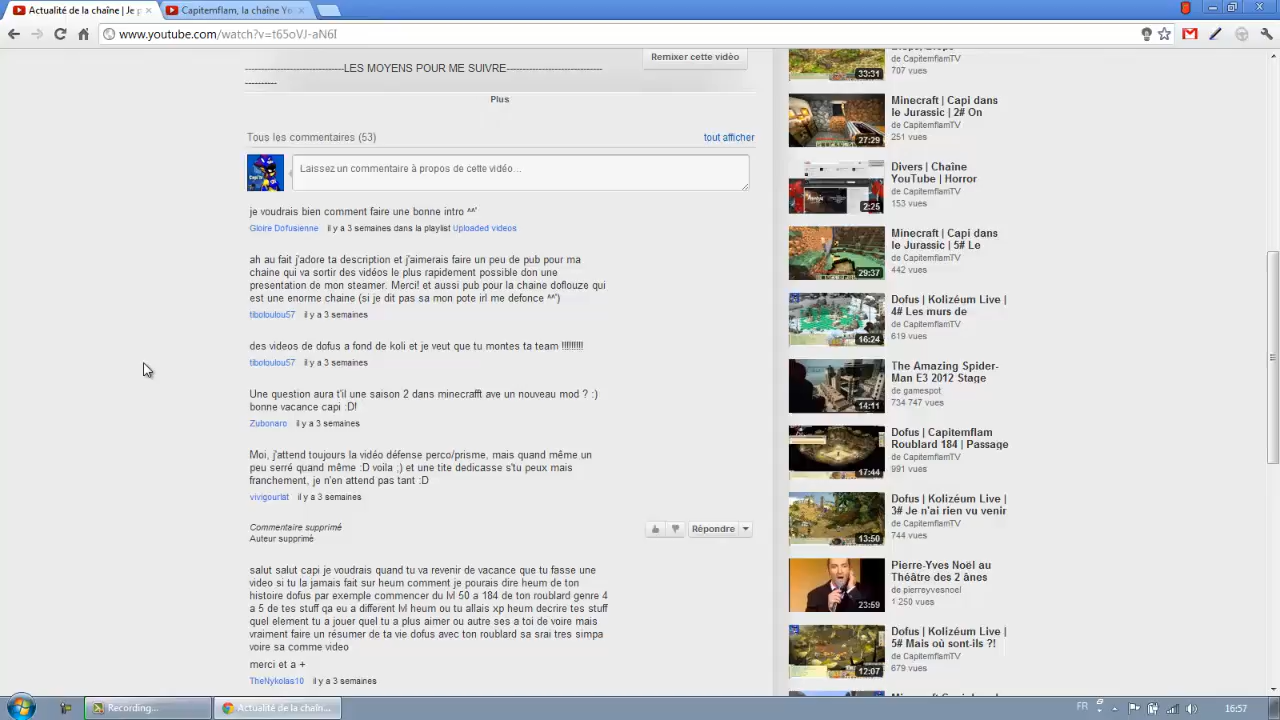 Actualité de la chaîne | Je p
Capitemflam, la chaîne Yo
www.youtube.com/watch?v=t65oVJ-aN6I
LES MOYENS POUR ME SUIVRE
Remixer cette vidéo
Plus
Tous les commentaires (53)
tout afficher
Laissez un commentaire à propos de cette vidéo...
je voudrais bien comment faire une bonne intro ^^'
Gloire Dofusienne il y a 3 semaines dans la playlist Uploaded videos
ah au fait j'adore ta description et j'aimerais faire un peu de pub pour ma
chaine qui va sortir des vidéos le plus rapidement possible don une
presentation de mon steamer. Merci! et aussi pub pour la chaine doflouze qui
est une enorme chaine (si je dit pas sa mon pote irl me defonce ^^')
tiboloulou57 il y a 3 semaines
des videos de dofus a fond de koli et je veut que tu montes ta team !!!!!!!!!!
tiboloulou57 il y a 3 semaines
Une question aura t'il une saison 2 dans minecrafft ave un nouveau mod ? :)
bonne vacance capi :D!
Zubonaro il y a 3 semaines
Moi, j'attend toujours la video défense perco/prisme, mais quand même un
peu serré quand même :D voila ;) et une tite dedicasse s'tu peux mais
franchement, je n'en attend pas tant :D
vivigourlat il y a 3 semaines
Commentaire supprimé
Auteur supprimé
Répondre
salut salut capi je voudrais quand tu va revenir de vacance que tu fasse une
video si tu la jamais fait sur heum comment je pourais dire heum de ton
histoire dofus par exemple commencer du lvl 50 a 184 de ton roublard genre 4
a 5 de tes stuff qa eu a different lvl heum ou tu allais xp heum decrire tes stuff
quel element tu a jouer quel tu a plus aimer ou autre ses a toi de voire mais
vraiment faire un résumer de ta vie dofus avec ton roublard sa srai tres simpa
voire sa comme video
merci et a +
TheNykolas10 il y a 3 semaines
de CapitemflamTV
707 vues
33:31
Minecraft | Capi dans
le Jurassic | 2# On
de CapitemflamTV
251 vues
27:29
Divers | Chaîne
YouTube | Horror
de CapitemflamTV
153 vues
2:25
Minecraft | Capi dans
le Jurassic | 5# Le
de CapitemflamTV
442 vues
29:37
Dofus | Kolizéum Live |
4# Les murs de
de CapitemflamTV
619 vues
16:24
The Amazing Spider-
Man E3 2012 Stage
de gamespot
734 747 vues
14:11
Dofus | Capitemflam
Roublard 184 | Passage
de CapitemflamTV
991 vues
17:44
Dofus | Kolizéum Live |
3# Je n'ai rien vu venir
de CapitemflamTV
744 vues
13:50
Pierre-Yves Noël au
Théâtre des 2 ânes
de pierreyvesnoel
1 250 vues
23:59
Dofus | Kolizéum Live |
5# Mais où sont-ils ?!
de CapitemflamTV
679 vues
12:07
Recording...
Actualité de la chaîn...
FR
16:57